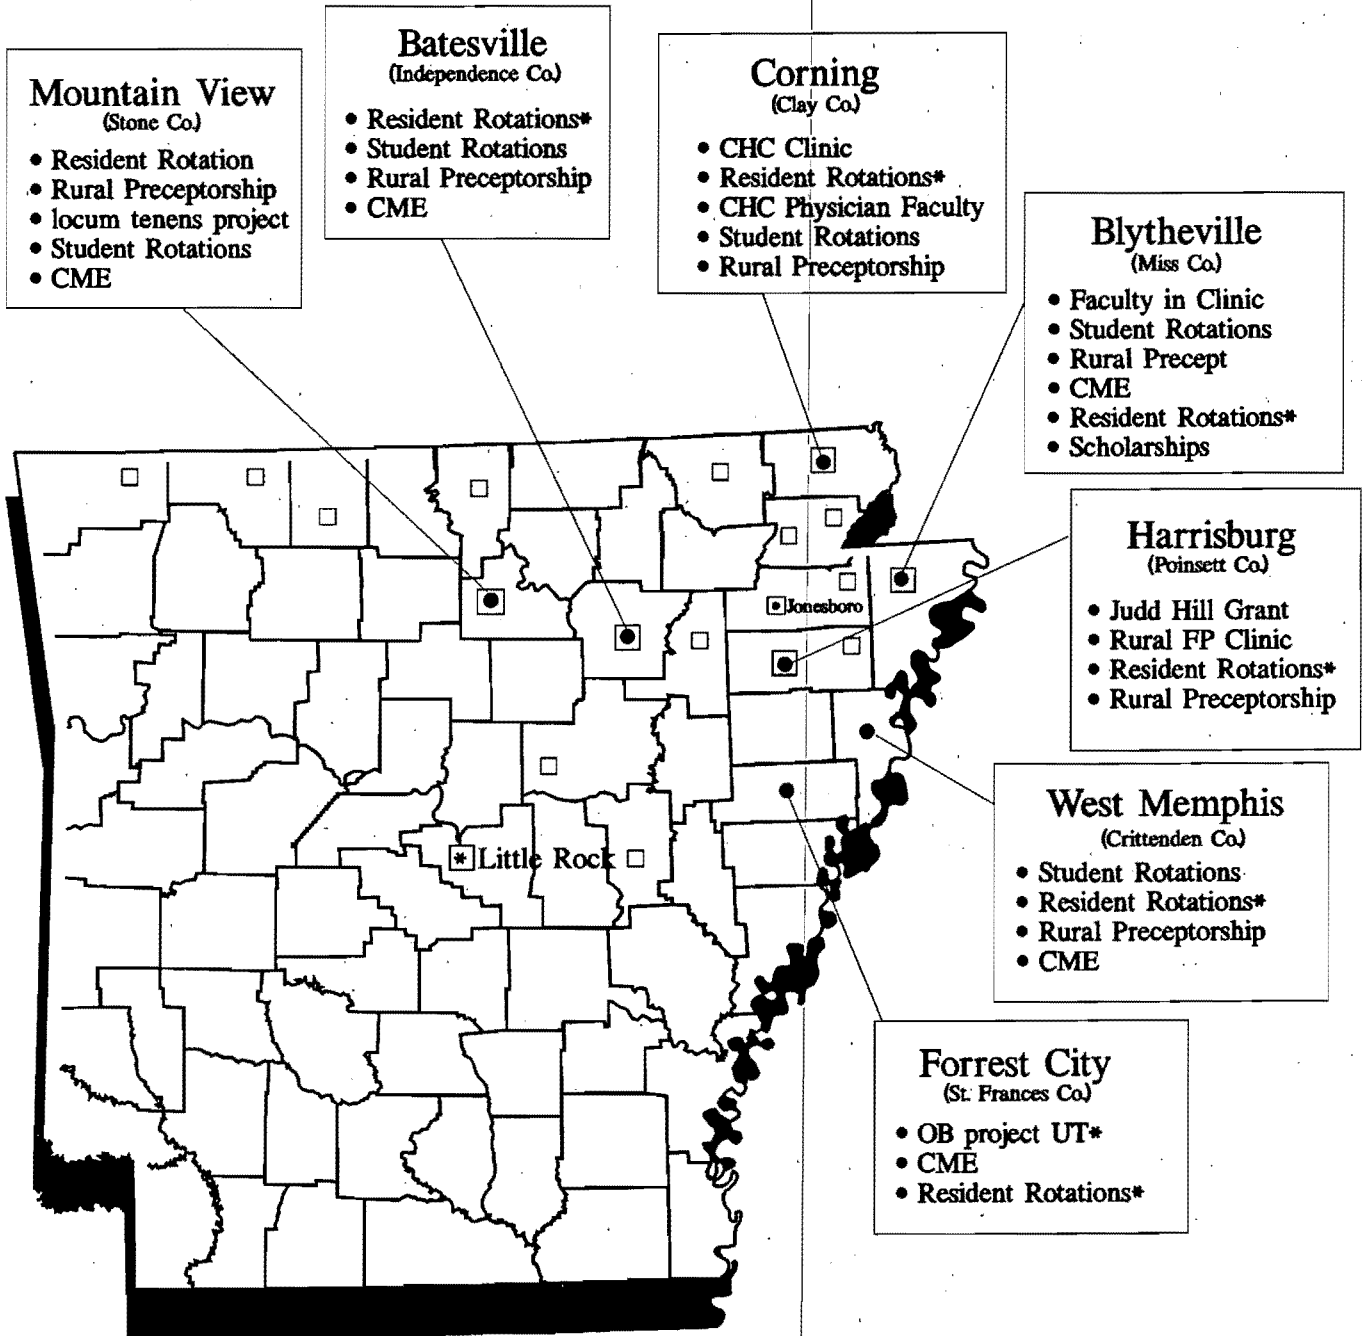 Mountain View
(Stone Co.)
● Resident Rotation
● Rural Preceptorship
● locum tenens project
● Student Rotations
● CME
Batesville
(Independence Co.)
● Resident Rotations*
● Student Rotations
● Rural Preceptorship
● CME
Corning
(Clay Co.)
● CHC Clinic
● Resident Rotations*
● CHC Physician Faculty
● Student Rotations
● Rural Preceptorship
Blytheville
(Miss Co.)
● Faculty in Clinic
● Student Rotations
● Rural Precept
● CME
● Resident Rotations*
● Scholarships
Harrisburg
(Poinsett Co.)
● Judd Hill Grant
● Rural FP Clinic
● Resident Rotations*
● Rural Preceptorship
Jonesboro
West Memphis
(Crittenden Co.)
● Student Rotations
● Resident Rotations*
● Rural Preceptorship
● CME
* Little Rock
Forrest City
(St. Frances Co.)
● OB project UT*
● CME
● Resident Rotations*